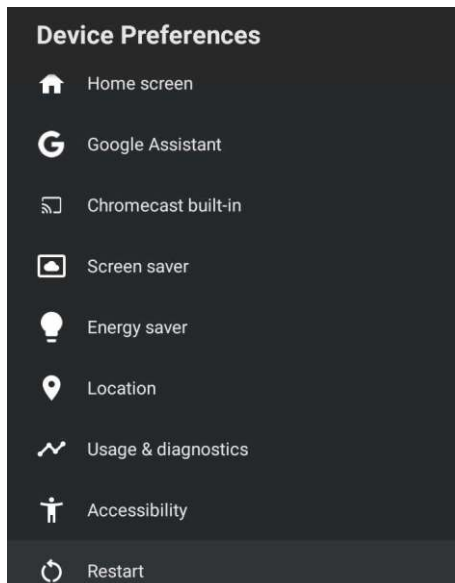 Device Preferences
Home screen
Google Assistant
Chromecast built-in
Screen saver
Energy saver
Location
Usage & diagnostics
Accessibility
Restart